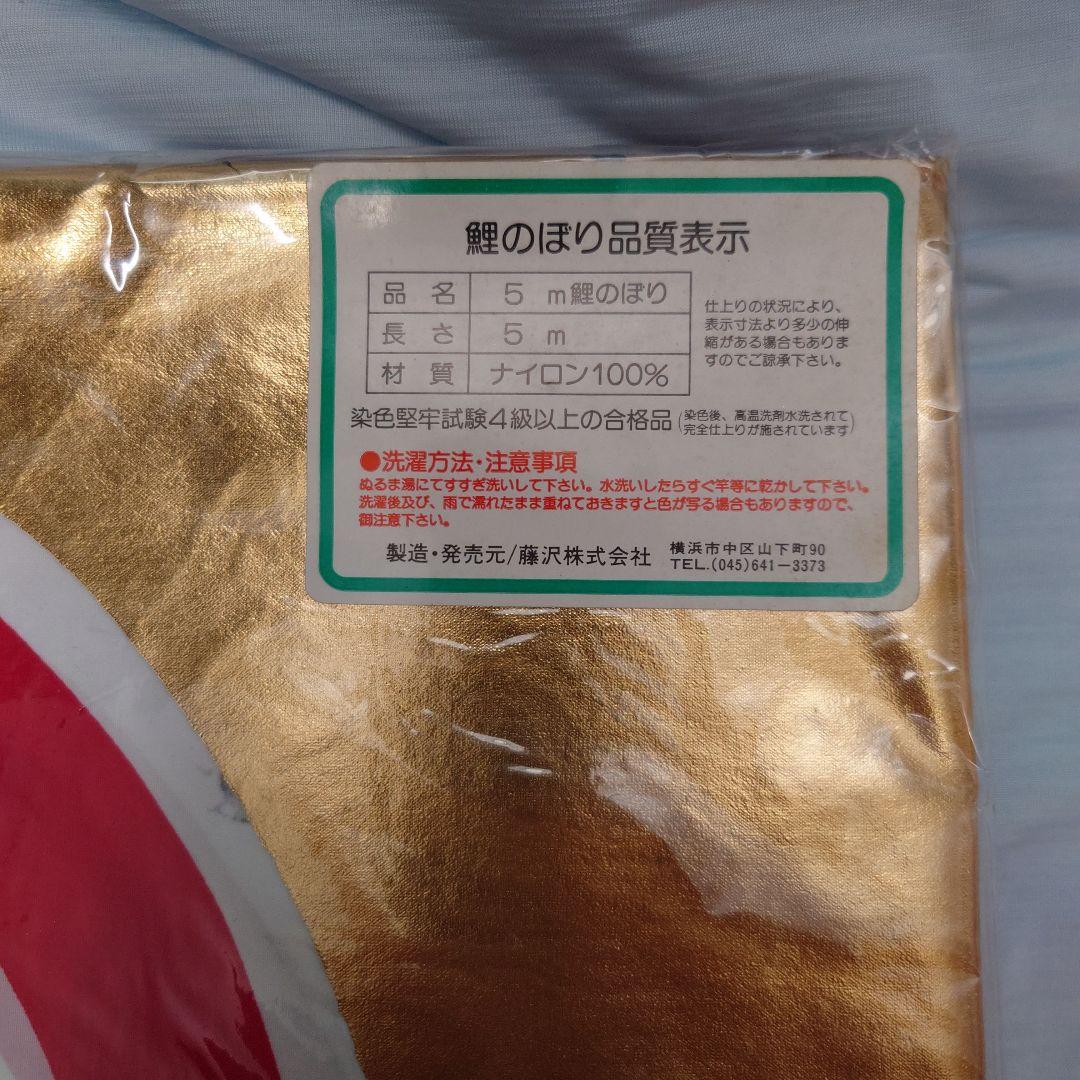 鯉のぼり品質表示
品 名 5 m鯉のぼり
長 さ 5 m
材 質 ナイロン100%
仕上りの状況により、
表示寸法より多少の伸
縮がある場合もありま
すのでご諒承下さい。
染色堅牢試験4級以上の合格品(染色後、高温洗剤水洗されて
完全仕上りが施されています)
●洗濯方法・注意事項
ぬるま湯にてすすぎ洗いして下さい。水洗いしたらすぐ竿等に乾かして下さい。
洗濯後及び、雨で濡れたまま重ねておきますと色が写る場合もありますので、
御注意下さい。
製造・発売元/藤沢株式会社
横浜市中区山下町90
TEL.(045)641-3373